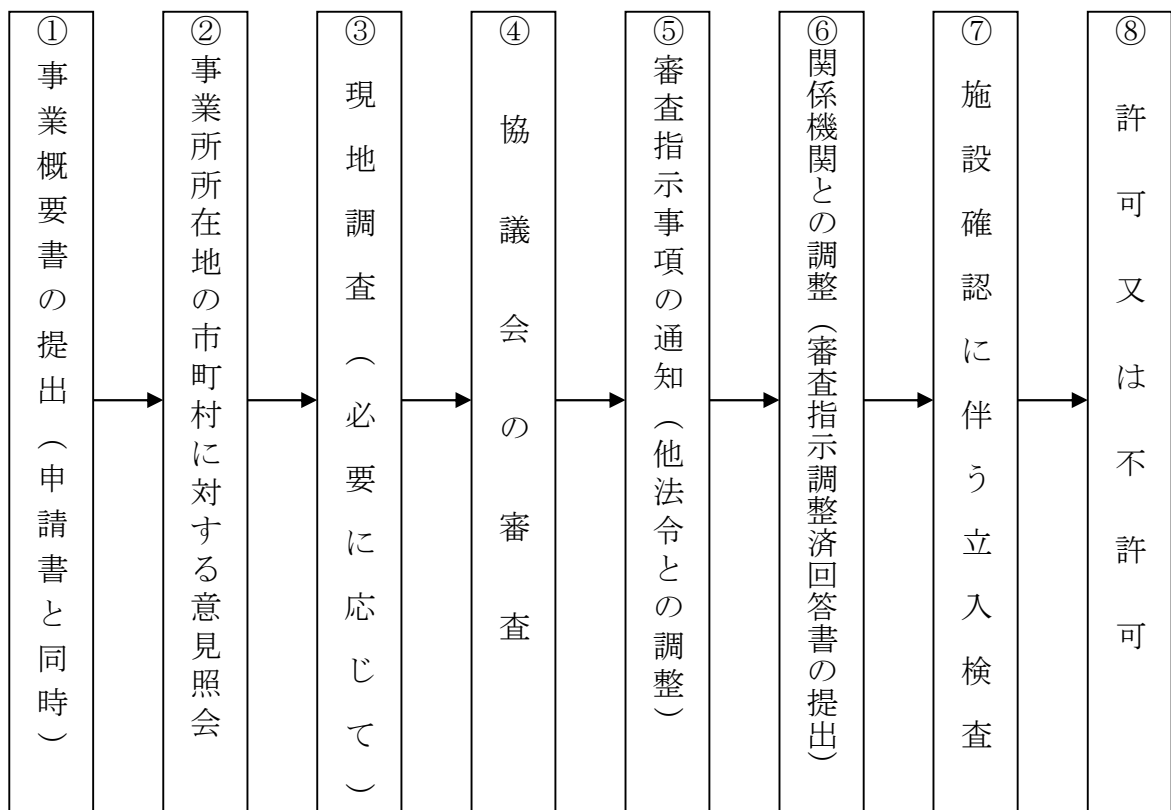 ①事業概要書の提出（申請書と同時）
②事業所所在地の市町村に対する意見照会
③現地調査（必要に応じて）
④協議会の審査
⑤審査指示事項の通知（他法令との調整）
⑥関係機関との調整（審査指示調整済回答書の提出）
⑦施設確認に伴う立入検査
⑧許可又は不許可